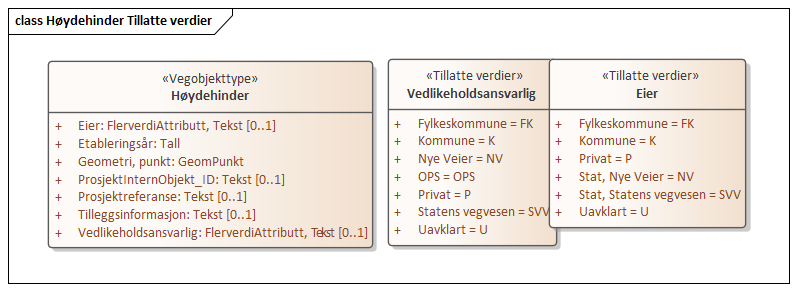 class Høydehinder Tillatte verdier
«Vegobjekttype»
Høydehinder
+ Eier: FlerverdiAttributt, Tekst [0..1]
+ Etableringsår: Tall
+ Geometri, punkt: GeomPunkt
+ ProsjektInternObjekt_ID: Tekst [0..1]
+ Prosjektreferanse: Tekst [0..1]
+ Tilleggsinformasjon: Tekst [0..1]
+ Vedlikeholdsansvarlig: FlerverdiAttributt, Tekst [0..1]
«Tillatte verdier»
Vedlikeholdsansvarlig
+ Fylkeskommune = FK
+ Kommune = K
+ Nye Veier = NV
+ OPS = OPS
+ Privat = P
+ Statens vegvesen = SVV
+ Uavklart = U
«Tillatte verdier»
Eier
+ Fylkeskommune = FK
+ Kommune = K
+ Privat = P
+ Stat, Nye Veier = NV
+ Stat, Statens vegvesen = SVV
+ Uavklart = U